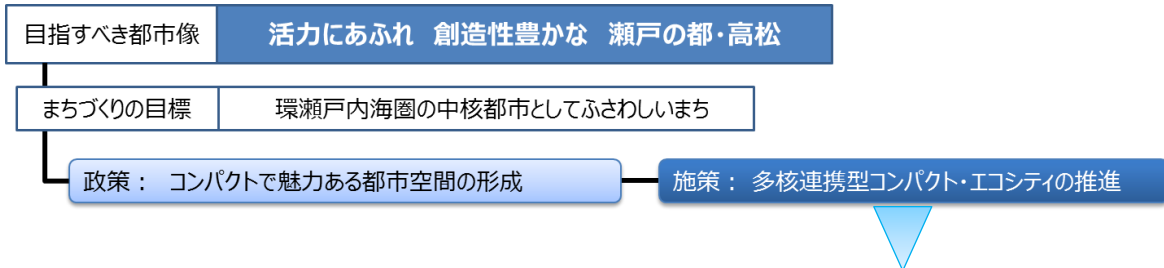 目指すべき都市像 活力にあふれ 創造性豊かな 瀬戸の都・高松
まちづくりの目標 環瀬戸内海圏の中核都市としてふさわしいまち
政策： コンパクトで魅力ある都市空間の形成 施策： 多核連携型コンパクト・エコシティの推進